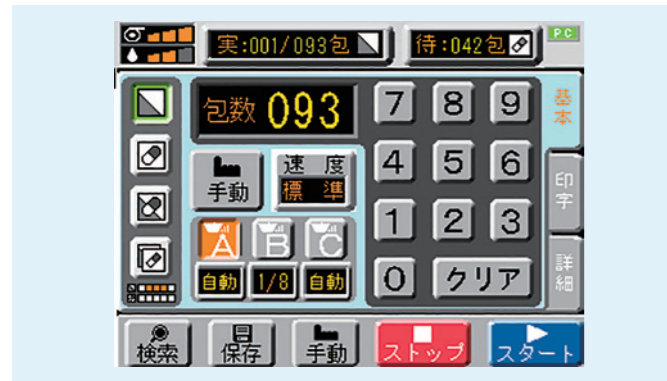 実:001/093包
待:042包
PC
包数 093
7 8 9
基本
手動
速度
標準
4 5 6
印字
A B C
1 2 3
自動 1/8 自動
0 クリア
詳細
検索
保存
手動
ストップ
スタート